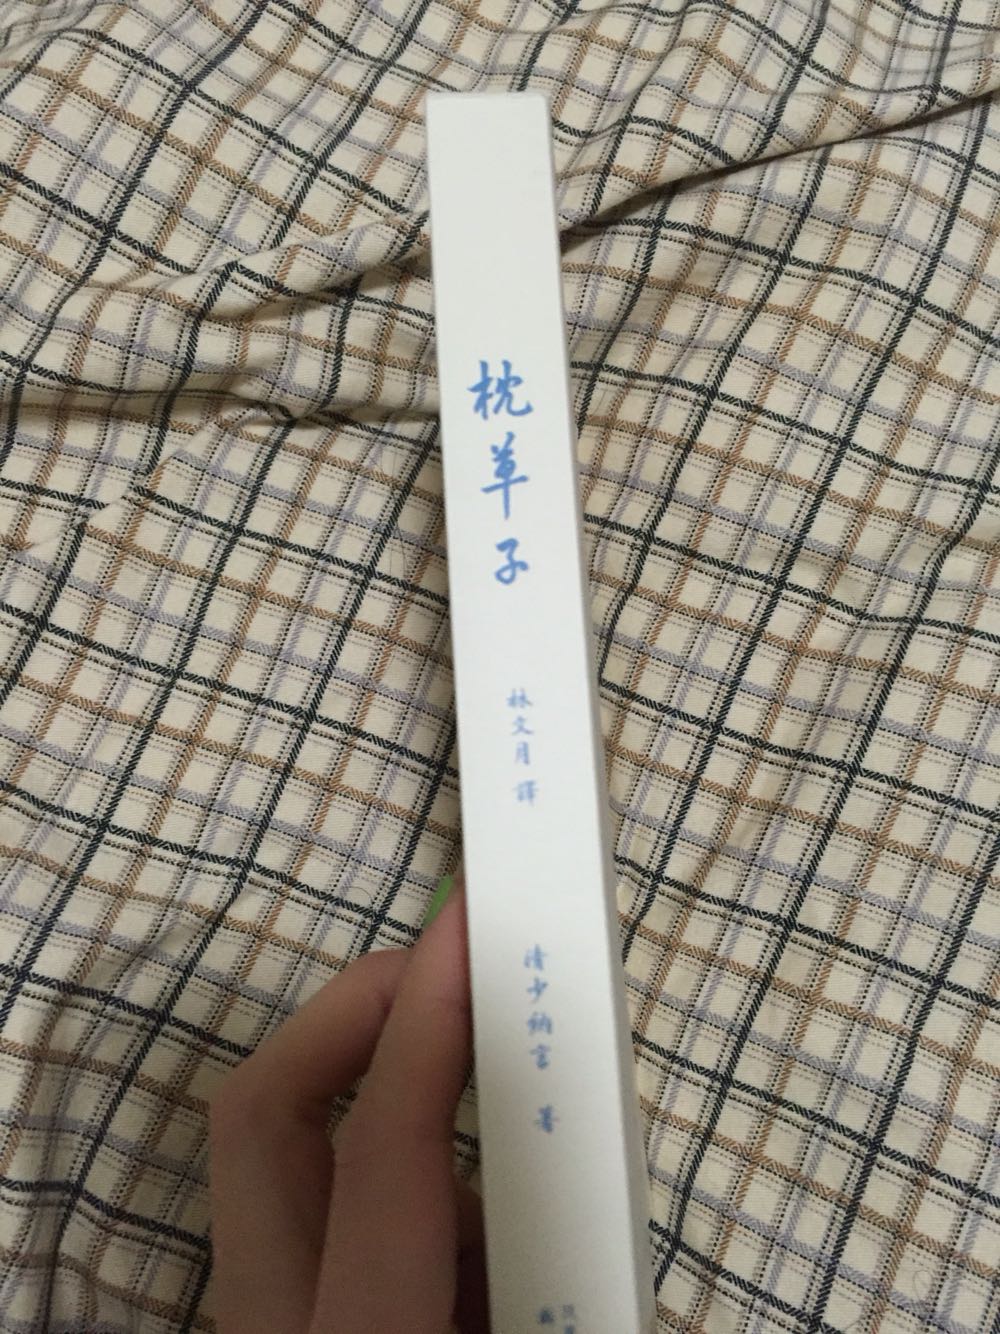 枕草子
林文月 譯
清少納言 著